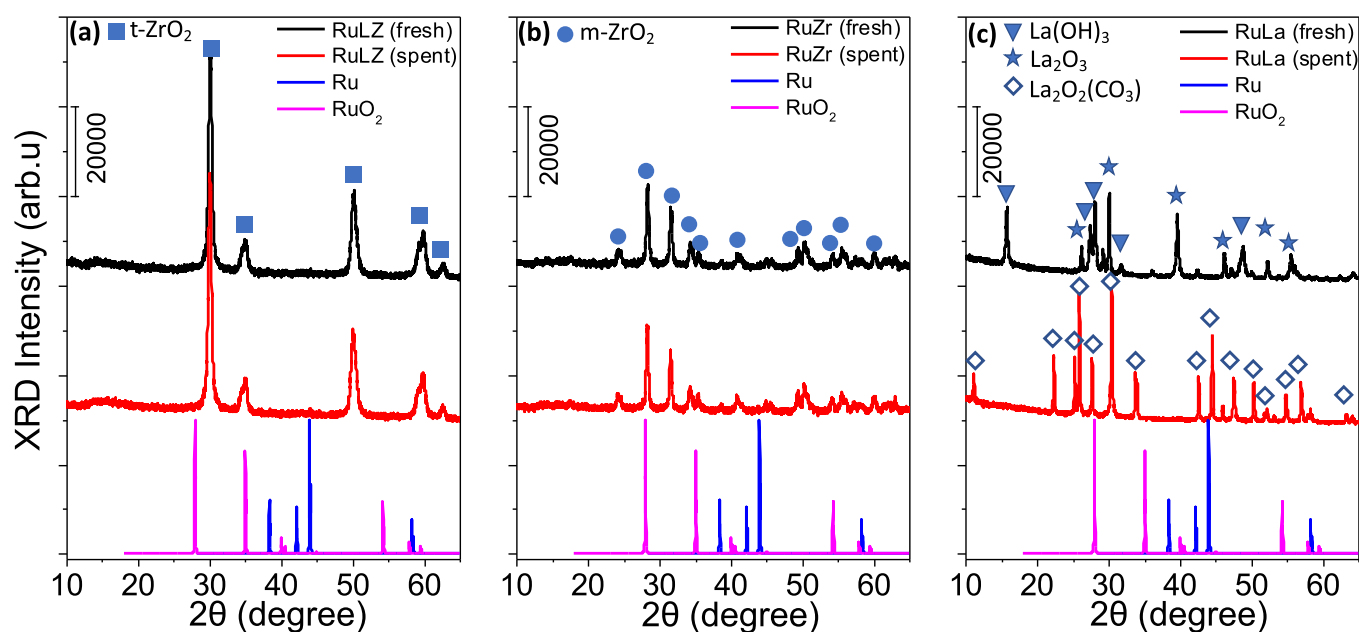 XRD Intensity (arb.u)
(a) t-ZrO₂
RuLZ (fresh)
RuLZ (spent)
Ru
RuO₂
20000
10 20 30 40 50 60
2θ (degree)
(b) m-ZrO₂
RuZr (fresh)
RuZr (spent)
Ru
RuO₂
20000
10 20 30 40 50 60
2θ (degree)
(c) La(OH)₃
La₂O₃
La₂O₂(CO₃)
RuLa (fresh)
RuLa (spent)
Ru
RuO₂
20000
10 20 30 40 50 60
2θ (degree)